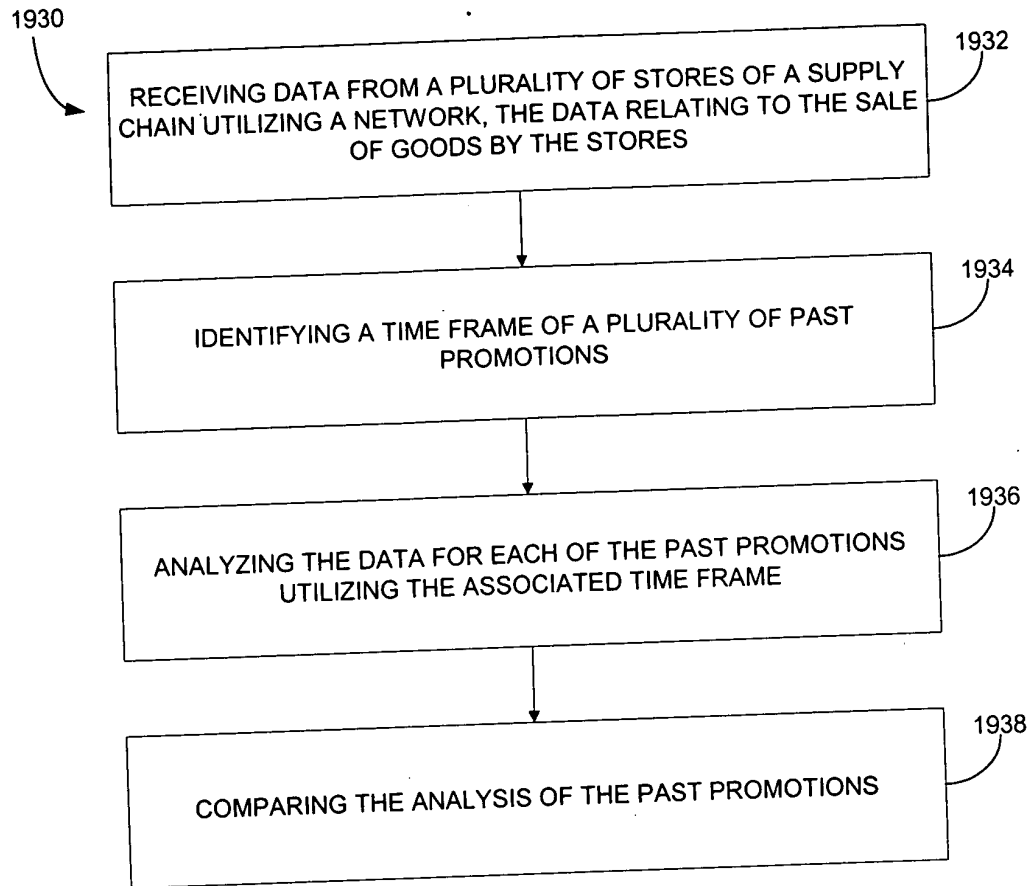 1930
1932
RECEIVING DATA FROM A PLURALITY OF STORES OF A SUPPLY
CHAIN UTILIZING A NETWORK, THE DATA RELATING TO THE SALE
OF GOODS BY THE STORES
1934
IDENTIFYING A TIME FRAME OF A PLURALITY OF PAST
PROMOTIONS
1936
ANALYZING THE DATA FOR EACH OF THE PAST PROMOTIONS
UTILIZING THE ASSOCIATED TIME FRAME
1938
COMPARING THE ANALYSIS OF THE PAST PROMOTIONS